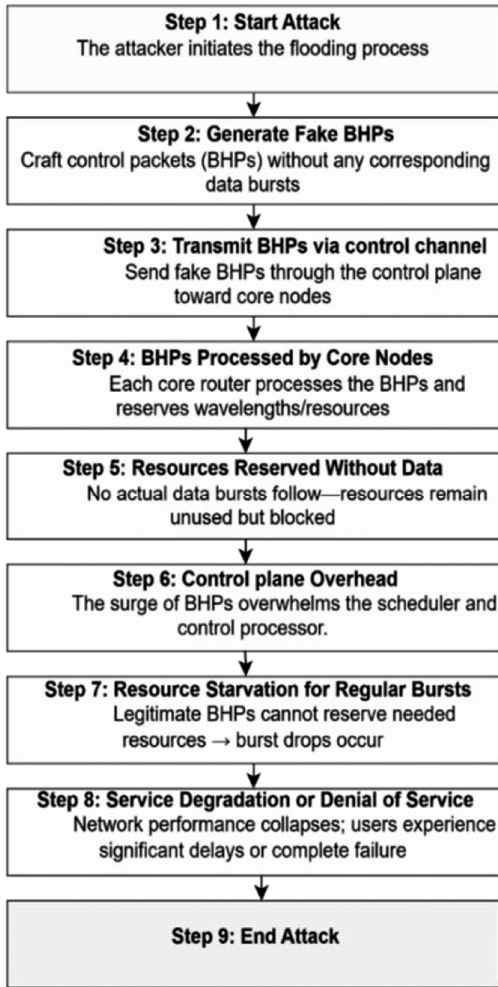 Step 1: Start Attack
The attacker initiates the flooding process
Step 2: Generate Fake BHPs
Craft control packets (BHPs) without any corresponding
data bursts
Step 3: Transmit BHPs via control channel
Send fake BHPs through the control plane
toward core nodes
Step 4: BHPs Processed by Core Nodes
Each core router processes the BHPs and
reserves wavelengths/resources
Step 5: Resources Reserved Without Data
No actual data bursts follow—resources remain
unused but blocked
Step 6: Control plane Overhead
The surge of BHPs overwhelms the scheduler and
control processor.
Step 7: Resource Starvation for Regular Bursts
Legitimate BHPs cannot reserve needed
resources → burst drops occur
Step 8: Service Degradation or Denial of Service
Network performance collapses; users experience
significant delays or complete failure
Step 9: End Attack